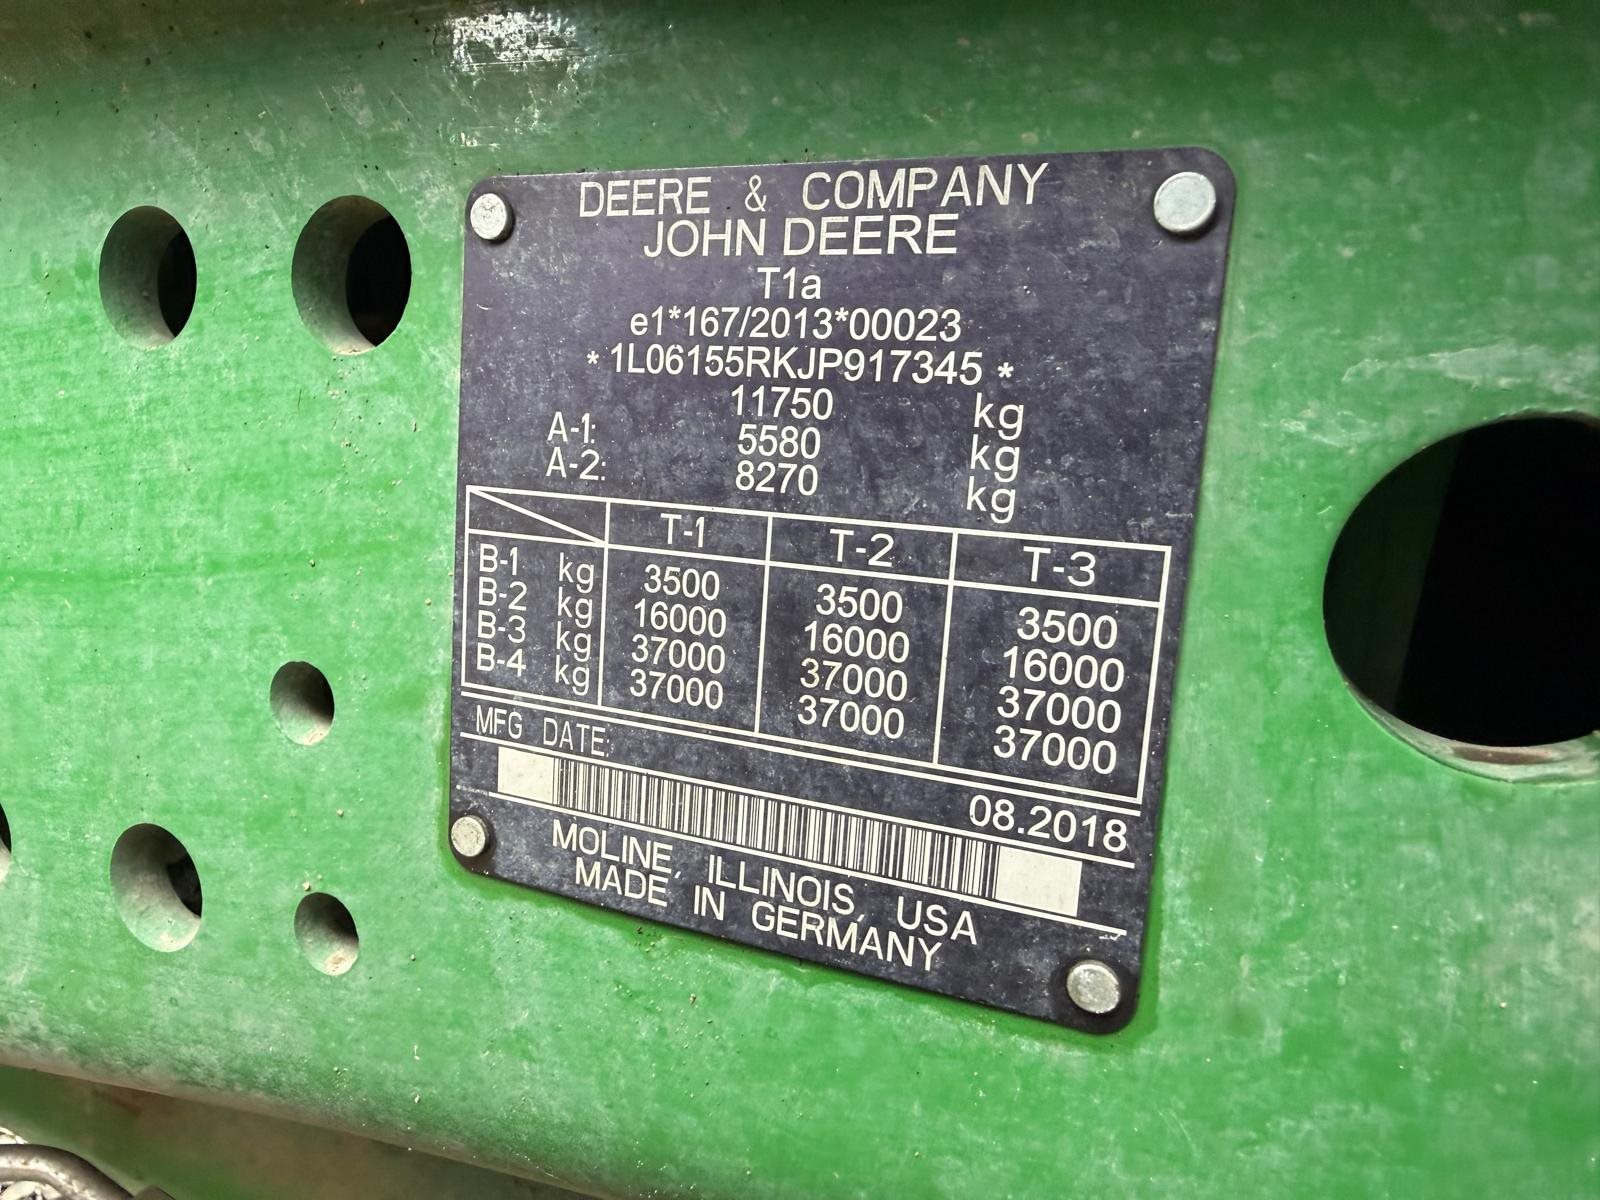 DEERE & COMPANY
JOHN DEERE
T1a
e1*167/2013*00023
* 1L06155RKJP917345 *
11750 kg
A-1: 5580 kg
A-2: 8270 kg
T-1 T-2 T-3
B-1 kg 3500 3500 3500
B-2 kg 16000 16000 16000
B-3 kg 37000 37000 37000
B-4 kg 37000 37000 37000
MFG DATE: 08.2018
MOLINE, ILLINOIS, USA
MADE IN GERMANY